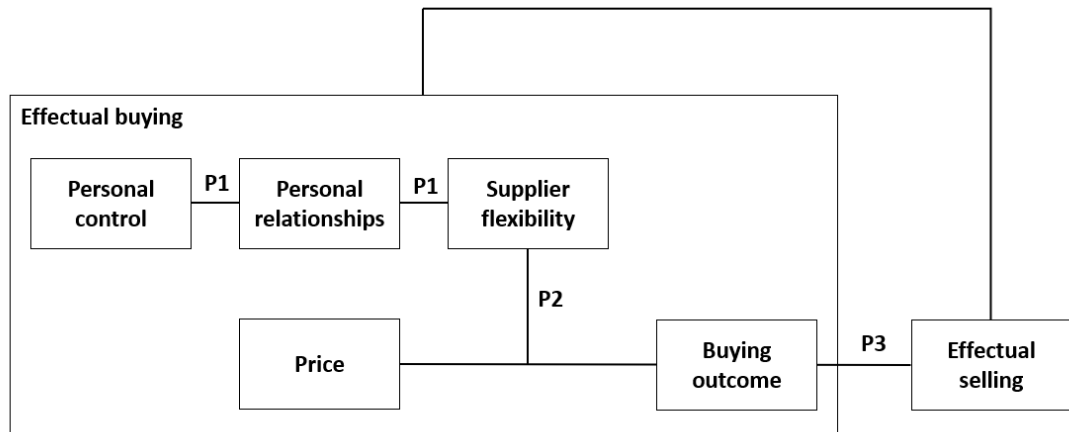 Effectual buying
Personal
control
P1
Personal
relationships
P1
Supplier
flexibility
P2
Price
Buying
outcome
P3
Effectual
selling